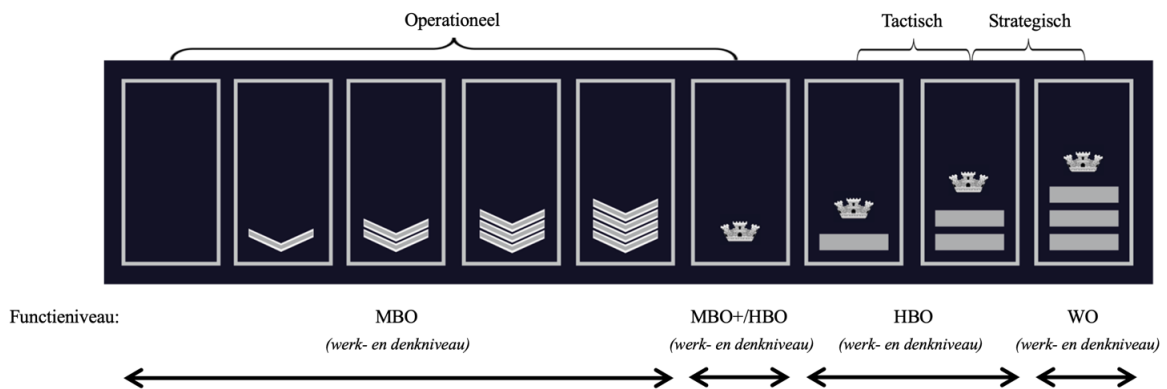 Operationeel
Tactisch
Strategisch
Functieniveau:
MBO
(werk- en denkniveau)
MBO+/HBO
(werk- en denkniveau)
HBO
(werk- en denkniveau)
WO
(werk- en denkniveau)